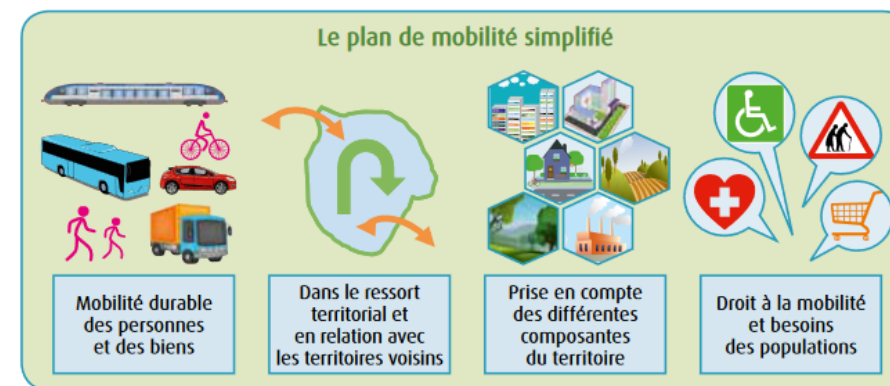 Le plan de mobilité simplifié
Mobilité durable
des personnes
et des biens
Dans le ressort
territorial et
en relation avec
les territoires voisins
Prise en compte
des différentes
composantes
du territoire
Droit à la mobilité
et besoins
des populations